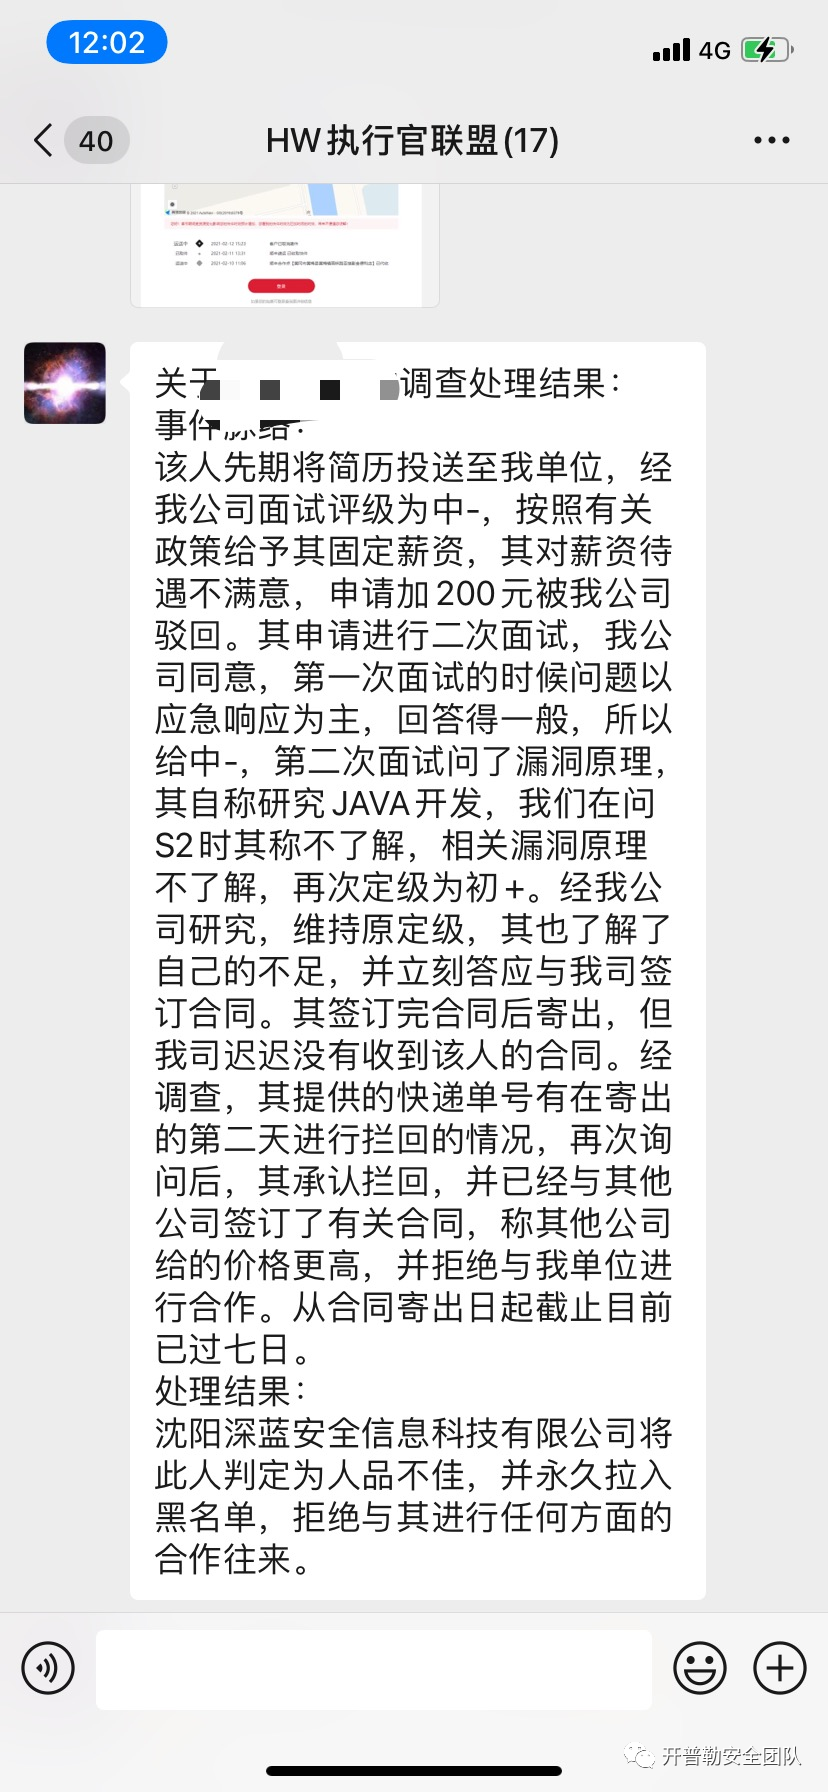 12:02
4G
40
HW执行官联盟(17)
2021-02-12 15:23
2021-02-11 13:31
2021-02-10 11:56
登录
关于
调查处理结果：
事件脉络：
该人先期将简历投送至我单位，经
我公司面试评级为中-，按照有关
政策给予其固定薪资，其对薪资待
遇不满意，申请加200元被我公司
驳回。其申请进行二次面试，我公
司同意，第一次面试的时候问题以
应急响应为主，回答得一般，所以
给中-，第二次面试问了漏洞原理，
其自称研究JAVA开发，我们在问
S2时其称不了解，相关漏洞原理
不了解，再次定级为初+。经我公
司研究，维持原定级，其也了解了
自己的不足，并立刻答应与我司签
订合同。其签订完合同后寄出，但
我司迟迟没有收到该人的合同。经
调查，其提供的快递单号有在寄出
的第二天进行拦回的情况，再次询
问后，其承认拦回，并已经与其他
公司签订了有关合同，称其他公司
给的价格更高，并拒绝与我单位进
行合作。从合同寄出日起截止目前
已过七日。
处理结果：
沈阳深蓝安全信息科技有限公司将
此人判定为人品不佳，并永久拉入
黑名单，拒绝与其进行任何方面的
合作往来。
开普勒安全团队